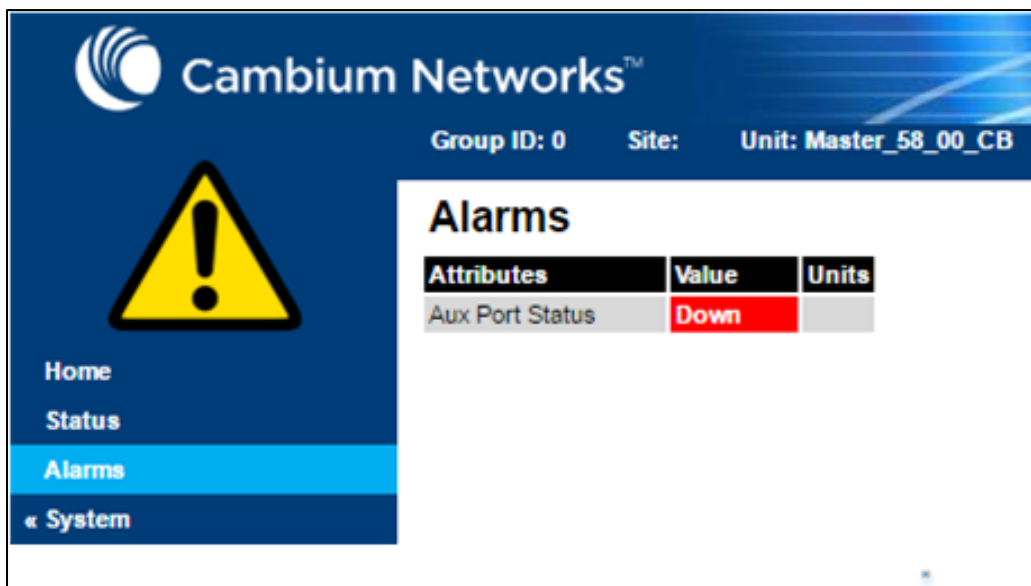 Cambium Networks™
Group ID: 0 Site: Unit: Master_58_00_CB
Alarms
Attributes Value Units
Aux Port Status Down
Home
Status
Alarms
« System